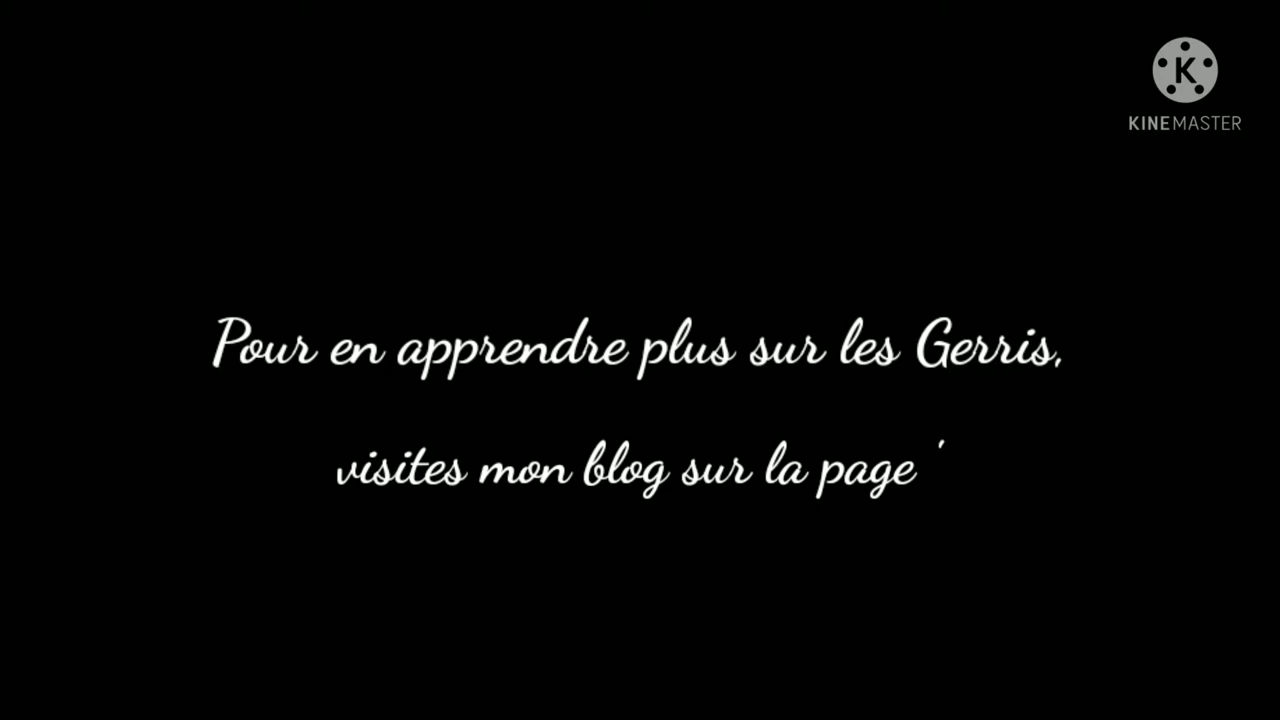 KINEMASTER
Pour en apprendre plus sur les Gerris,
visites mon blog sur la page '